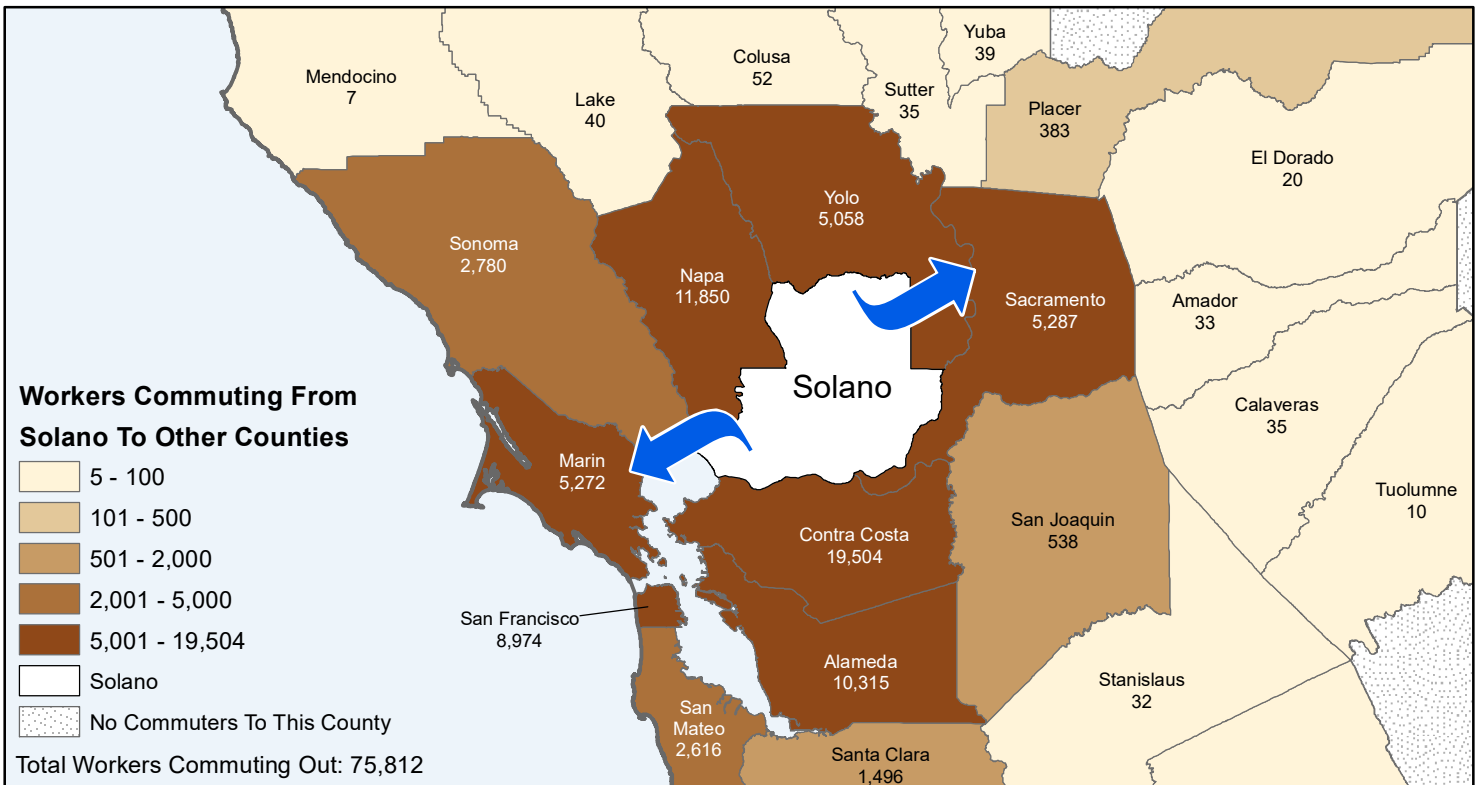 Mendocino
7
Lake
40
Colusa
52
Yuba
39
Sutter
35
Placer
383
El Dorado
20
Sonoma
2,780
Napa
11,850
Yolo
5,058
Sacramento
5,287
Amador
33
Calaveras
35
Tuolumne
10
Solano
Marin
5,272
Contra Costa
19,504
San Joaquin
538
San Francisco
8,974
Alameda
10,315
Stanislaus
32
San
Mateo
2,616
Santa Clara
1,496
Workers Commuting From
Solano To Other Counties
5 - 100
101 - 500
501 - 2,000
2,001 - 5,000
5,001 - 19,504
Solano
No Commuters To This County
Total Workers Commuting Out: 75,812